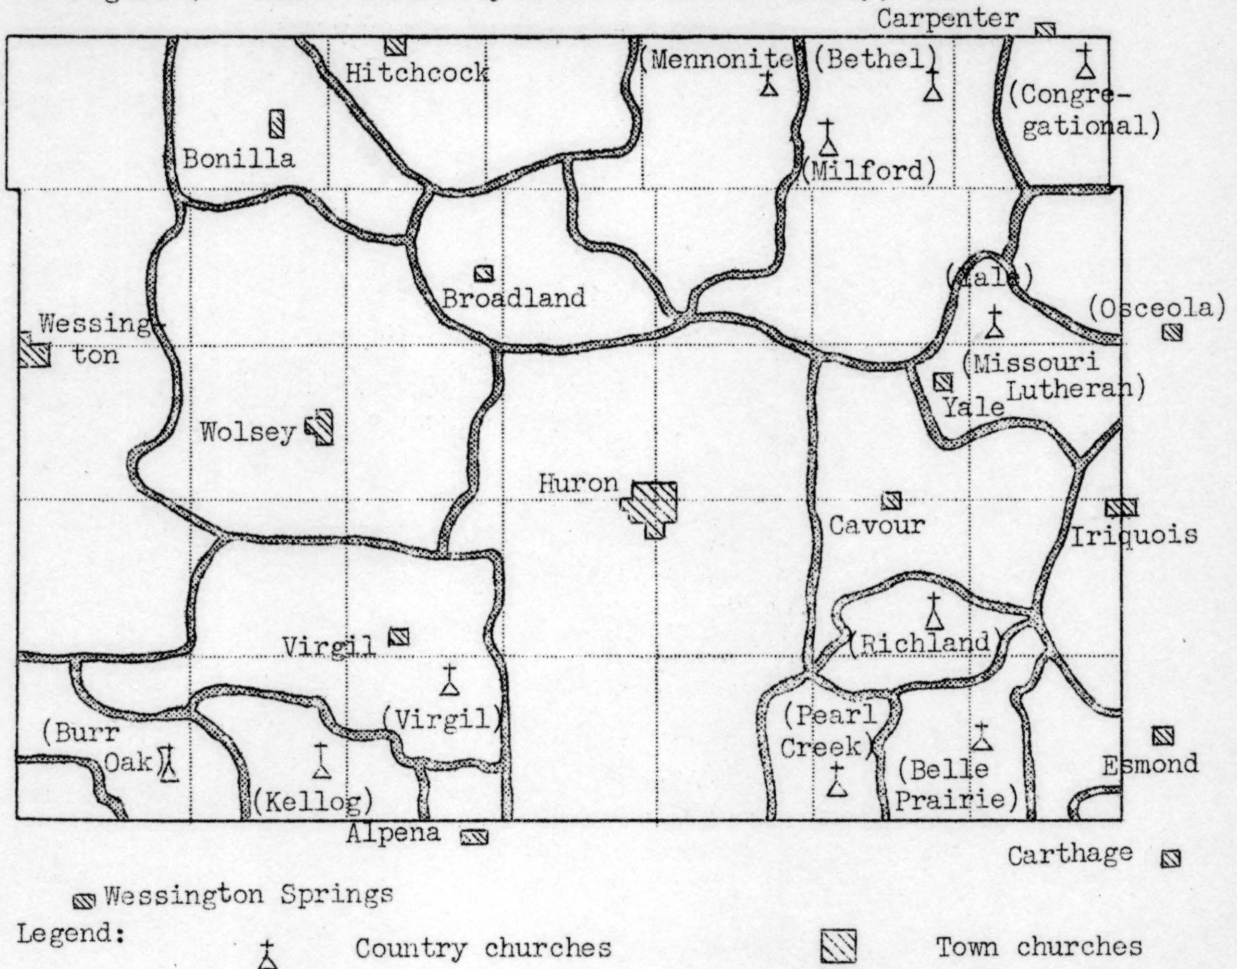 Carpenter
Hitchcock
(Mennonite
(Bethel)
(Congre-
gational)
Bonilla
(Milford)
Broadland
(Yale)
(Osceola)
Wessing-
ton
(Missouri
Lutheran)
Yale
Wolsey
Huron
Cavour
Iriquois
Virgil
(Richland)
(Virgil)
(Pearl
Creek)
(Burr
Oak)
(Kellog)
(Belle
Prairie)
Esmond
Alpena
Carthage
Wessington Springs
Legend:
Country churches
Town churches